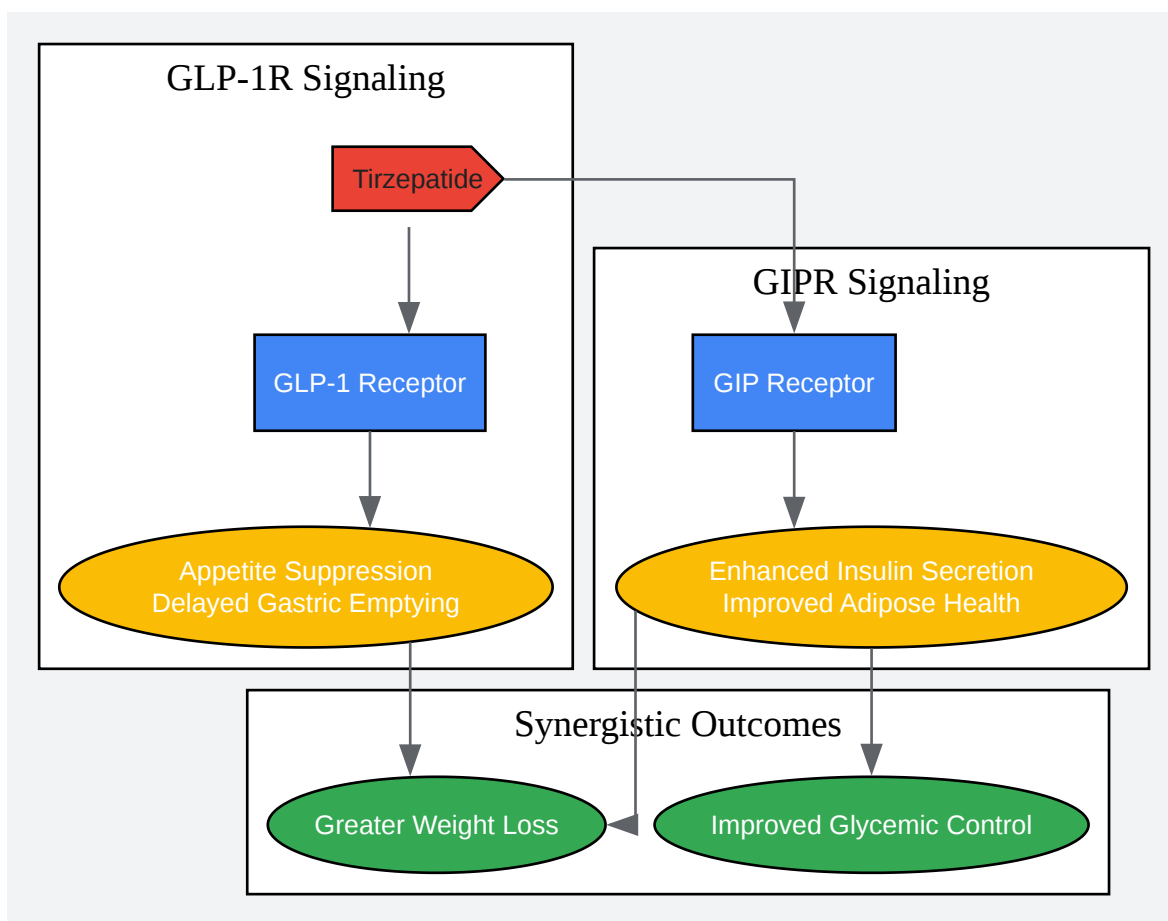 GLP-1R Signaling
Tirzepatide
GIPR Signaling
GLP-1 Receptor
GIP Receptor
Appetite Suppression
Delayed Gastric Emptying
Enhanced Insulin Secretion
Improved Adipose Health
Synergistic Outcomes
Greater Weight Loss
Improved Glycemic Control